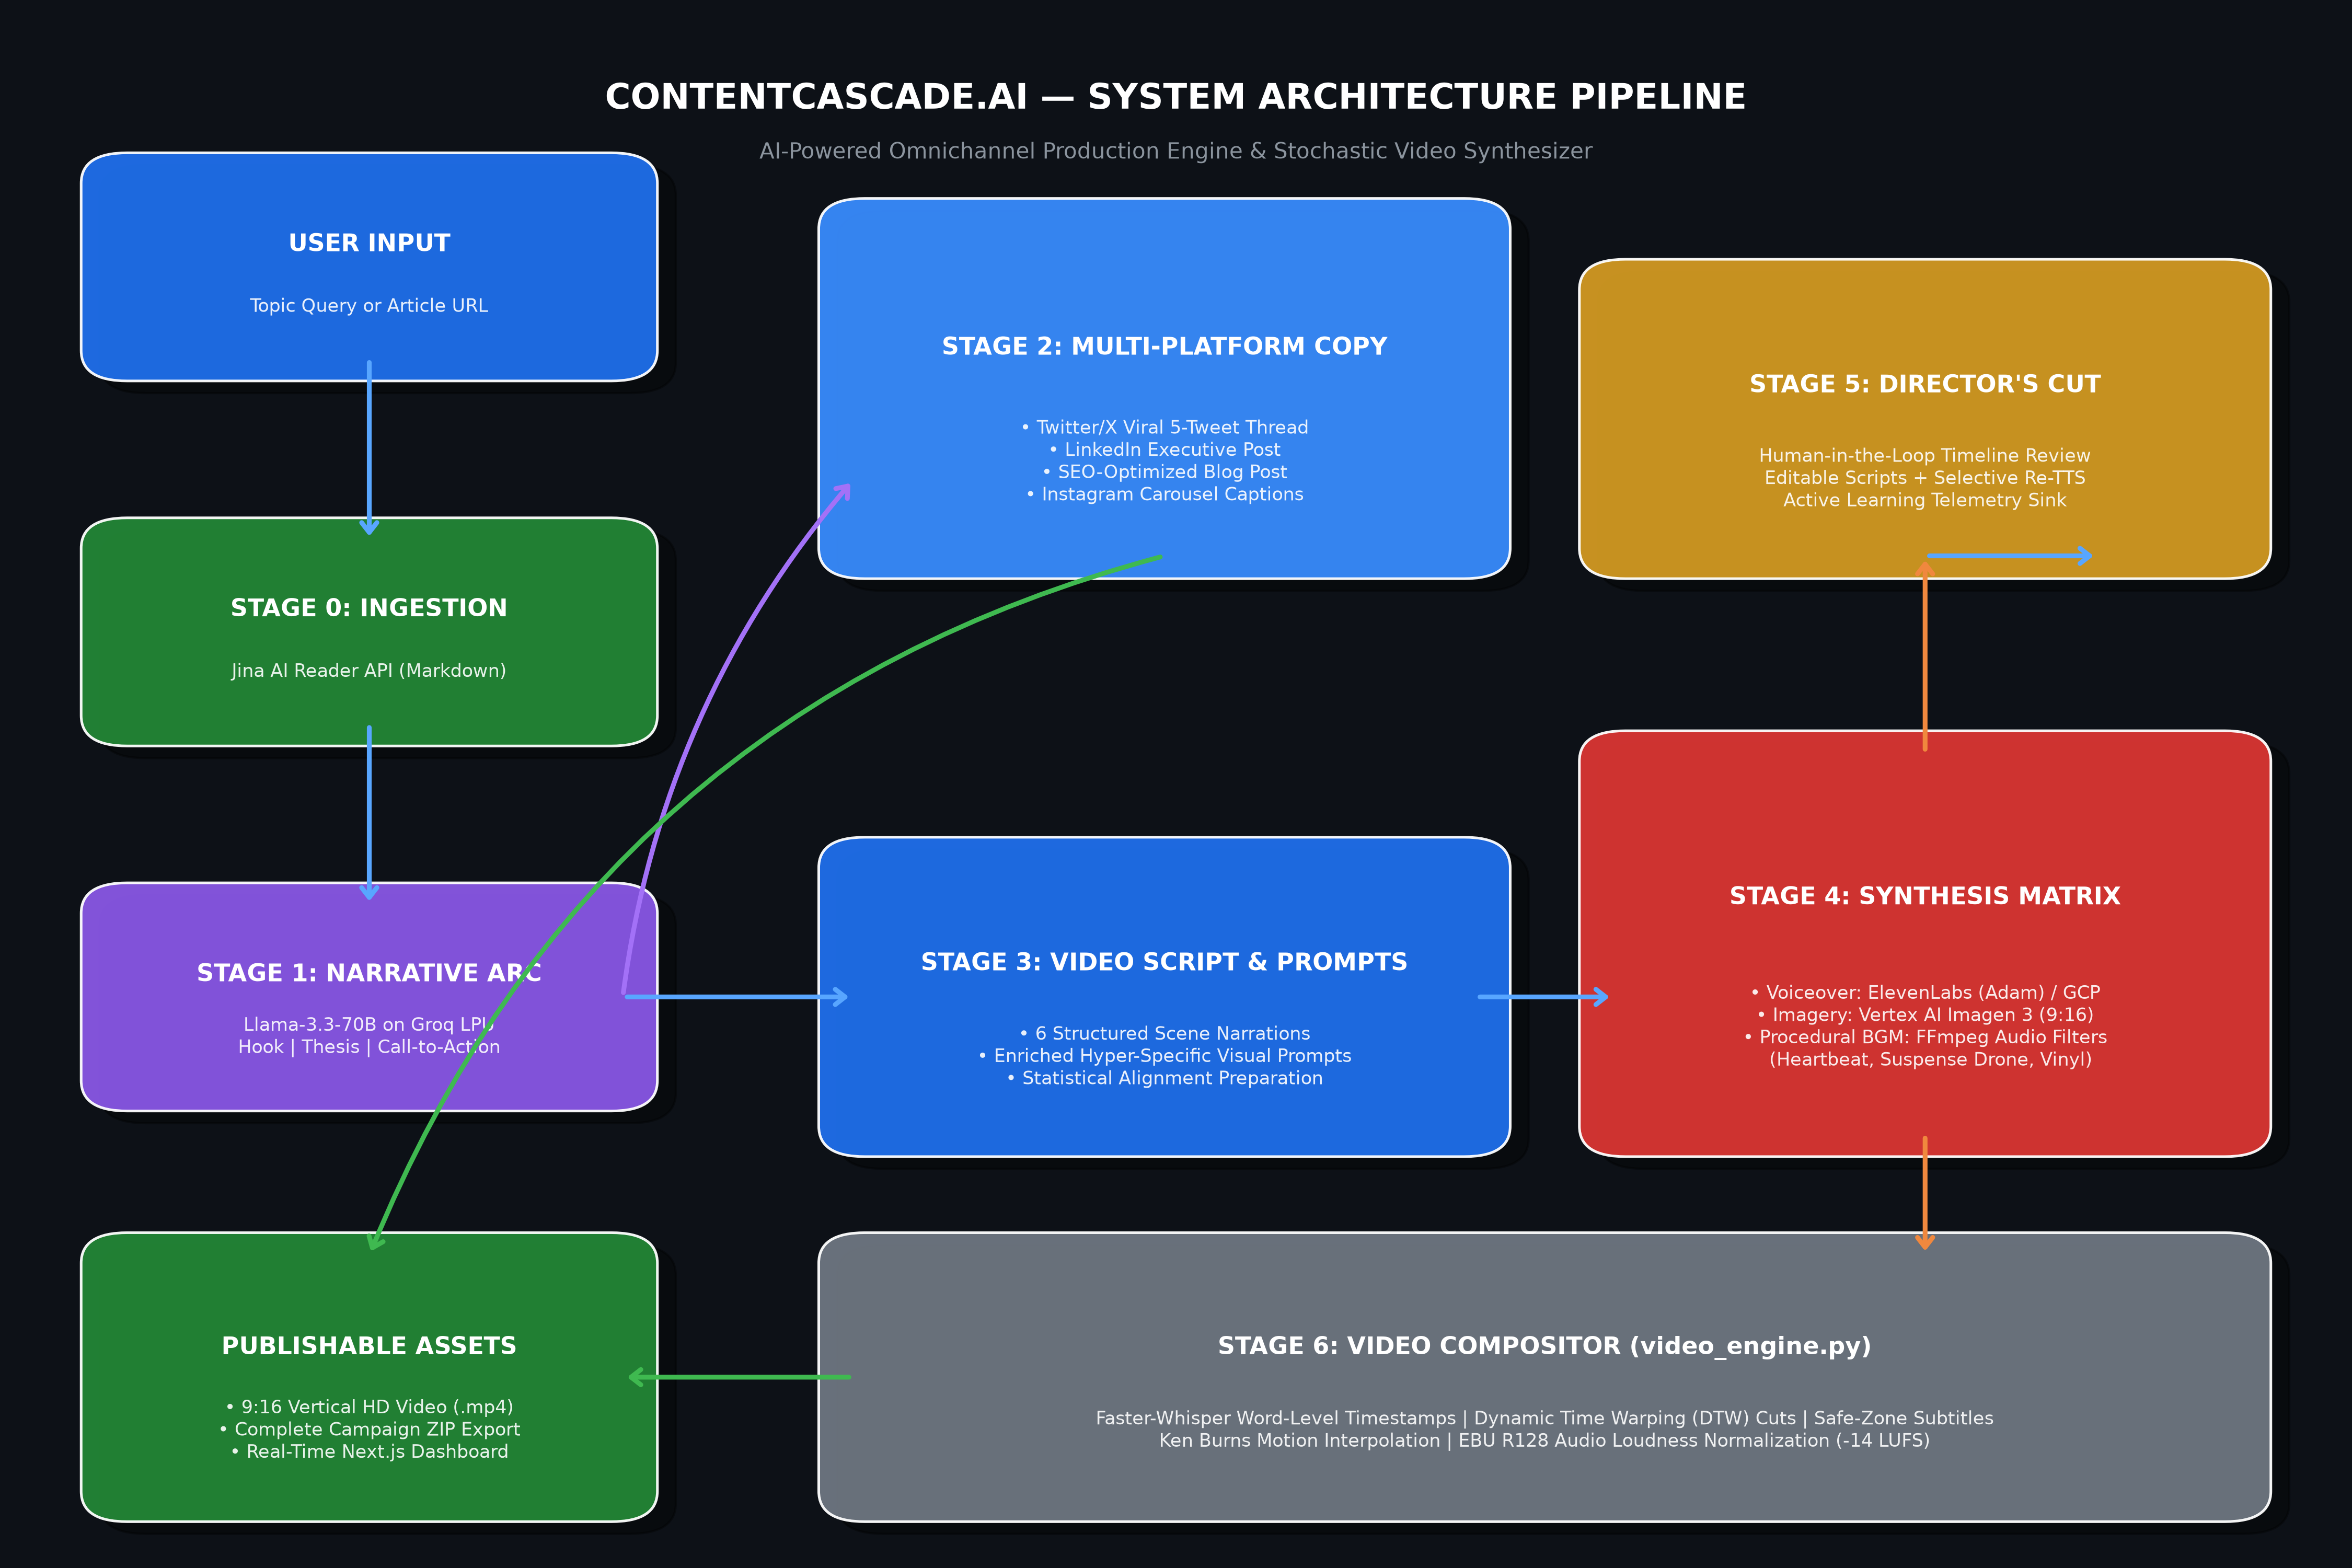 CONTENTCASCADE.AI — SYSTEM ARCHITECTURE PIPELINE
AI-Powered Omnichannel Production Engine & Stochastic Video Synthesizer
USER INPUT
Topic Query or Article URL
STAGE 0: INGESTION
Jina AI Reader API (Markdown)
STAGE 1: NARRATIVE ARC
Llama-3.3-70B on Groq LPU
Hook | Thesis | Call-to-Action
STAGE 2: MULTI-PLATFORM COPY
• Twitter/X Viral 5-Tweet Thread
• LinkedIn Executive Post
• SEO-Optimized Blog Post
• Instagram Carousel Captions
STAGE 3: VIDEO SCRIPT & PROMPTS
• 6 Structured Scene Narrations
• Enriched Hyper-Specific Visual Prompts
• Statistical Alignment Preparation
STAGE 4: SYNTHESIS MATRIX
• Voiceover: ElevenLabs (Adam) / GCP
• Imagery: Vertex AI Imagen 3 (9:16)
• Procedural BGM: FFmpeg Audio Filters
(Heartbeat, Suspense Drone, Vinyl)
STAGE 5: DIRECTOR'S CUT
Human-in-the-Loop Timeline Review
Editable Scripts + Selective Re-TTS
Active Learning Telemetry Sink
STAGE 6: VIDEO COMPOSITOR (video_engine.py)
Faster-Whisper Word-Level Timestamps | Dynamic Time Warping (DTW) Cuts | Safe-Zone Subtitles
Ken Burns Motion Interpolation | EBU R128 Audio Loudness Normalization (-14 LUFS)
PUBLISHABLE ASSETS
• 9:16 Vertical HD Video (.mp4)
• Complete Campaign ZIP Export
• Real-Time Next.js Dashboard